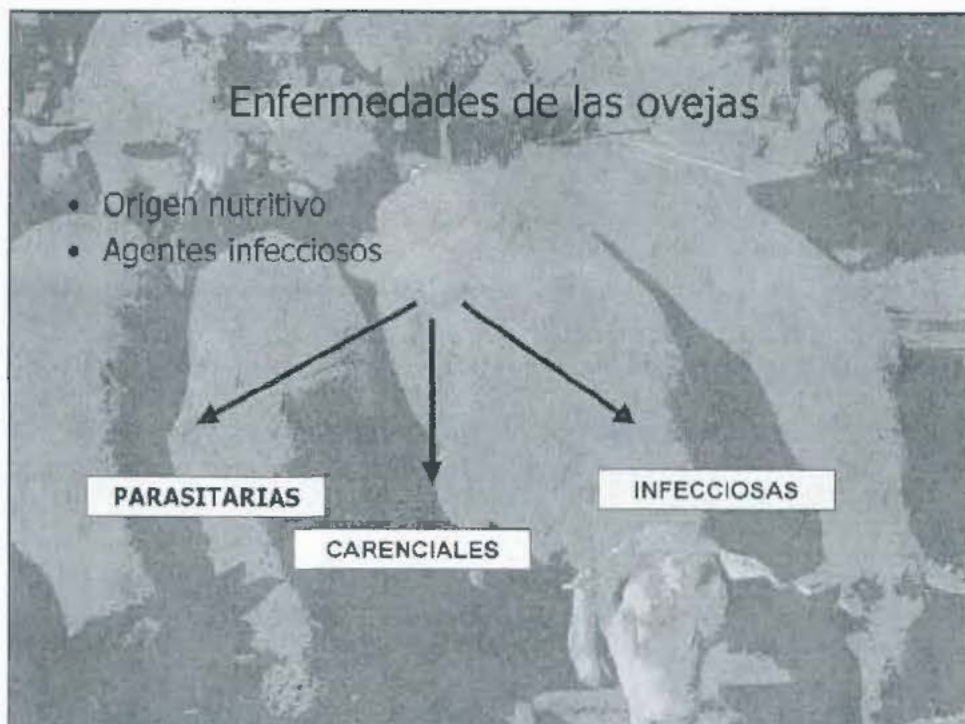 Enfermedades de las ovejas
• Origen nutritivo
• Agentes infecciosos
PARASITARIAS
CARENCIALES
INFECCIOSAS